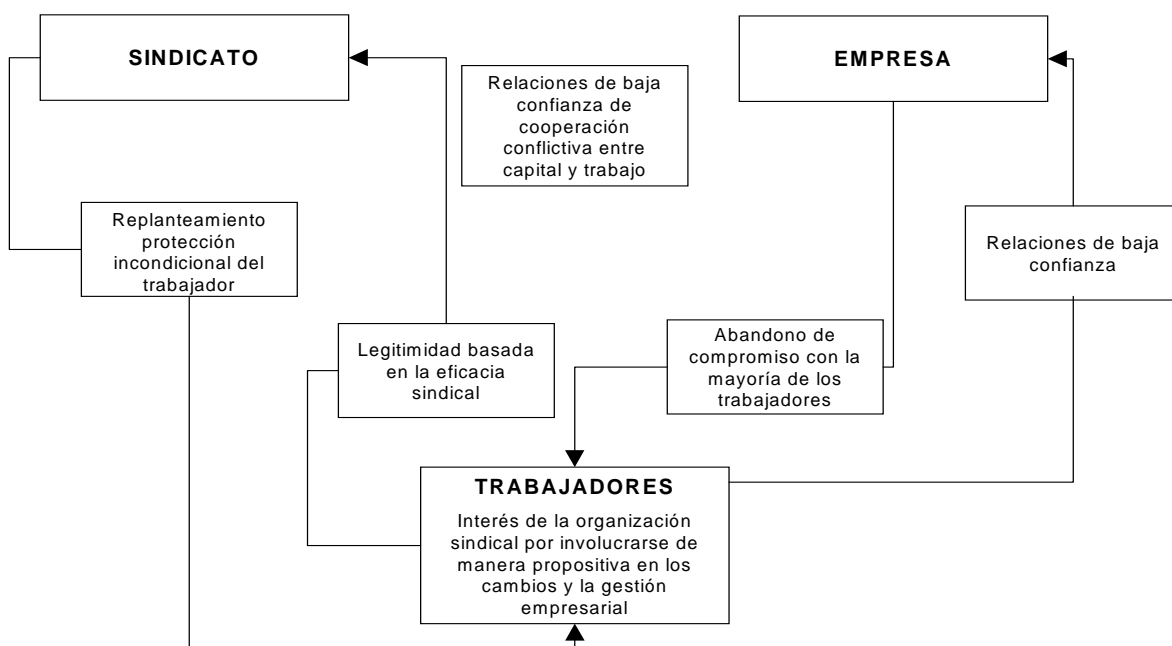 SINDICATO
EMPRESA
Relaciones de baja
confianza de
cooperación
conflictiva entre
capital y trabajo
Replanteamiento
protección
incondicional del
trabajador
Relaciones de baja
confianza
Legitimidad basada
en la eficacia
sindical
Abandono de
compromiso con la
mayoría de los
trabajadores
TRABAJADORES
Interés de la organización
sindical por involucrarse de
manera propositiva en los
cambios y la gestión
empresarial